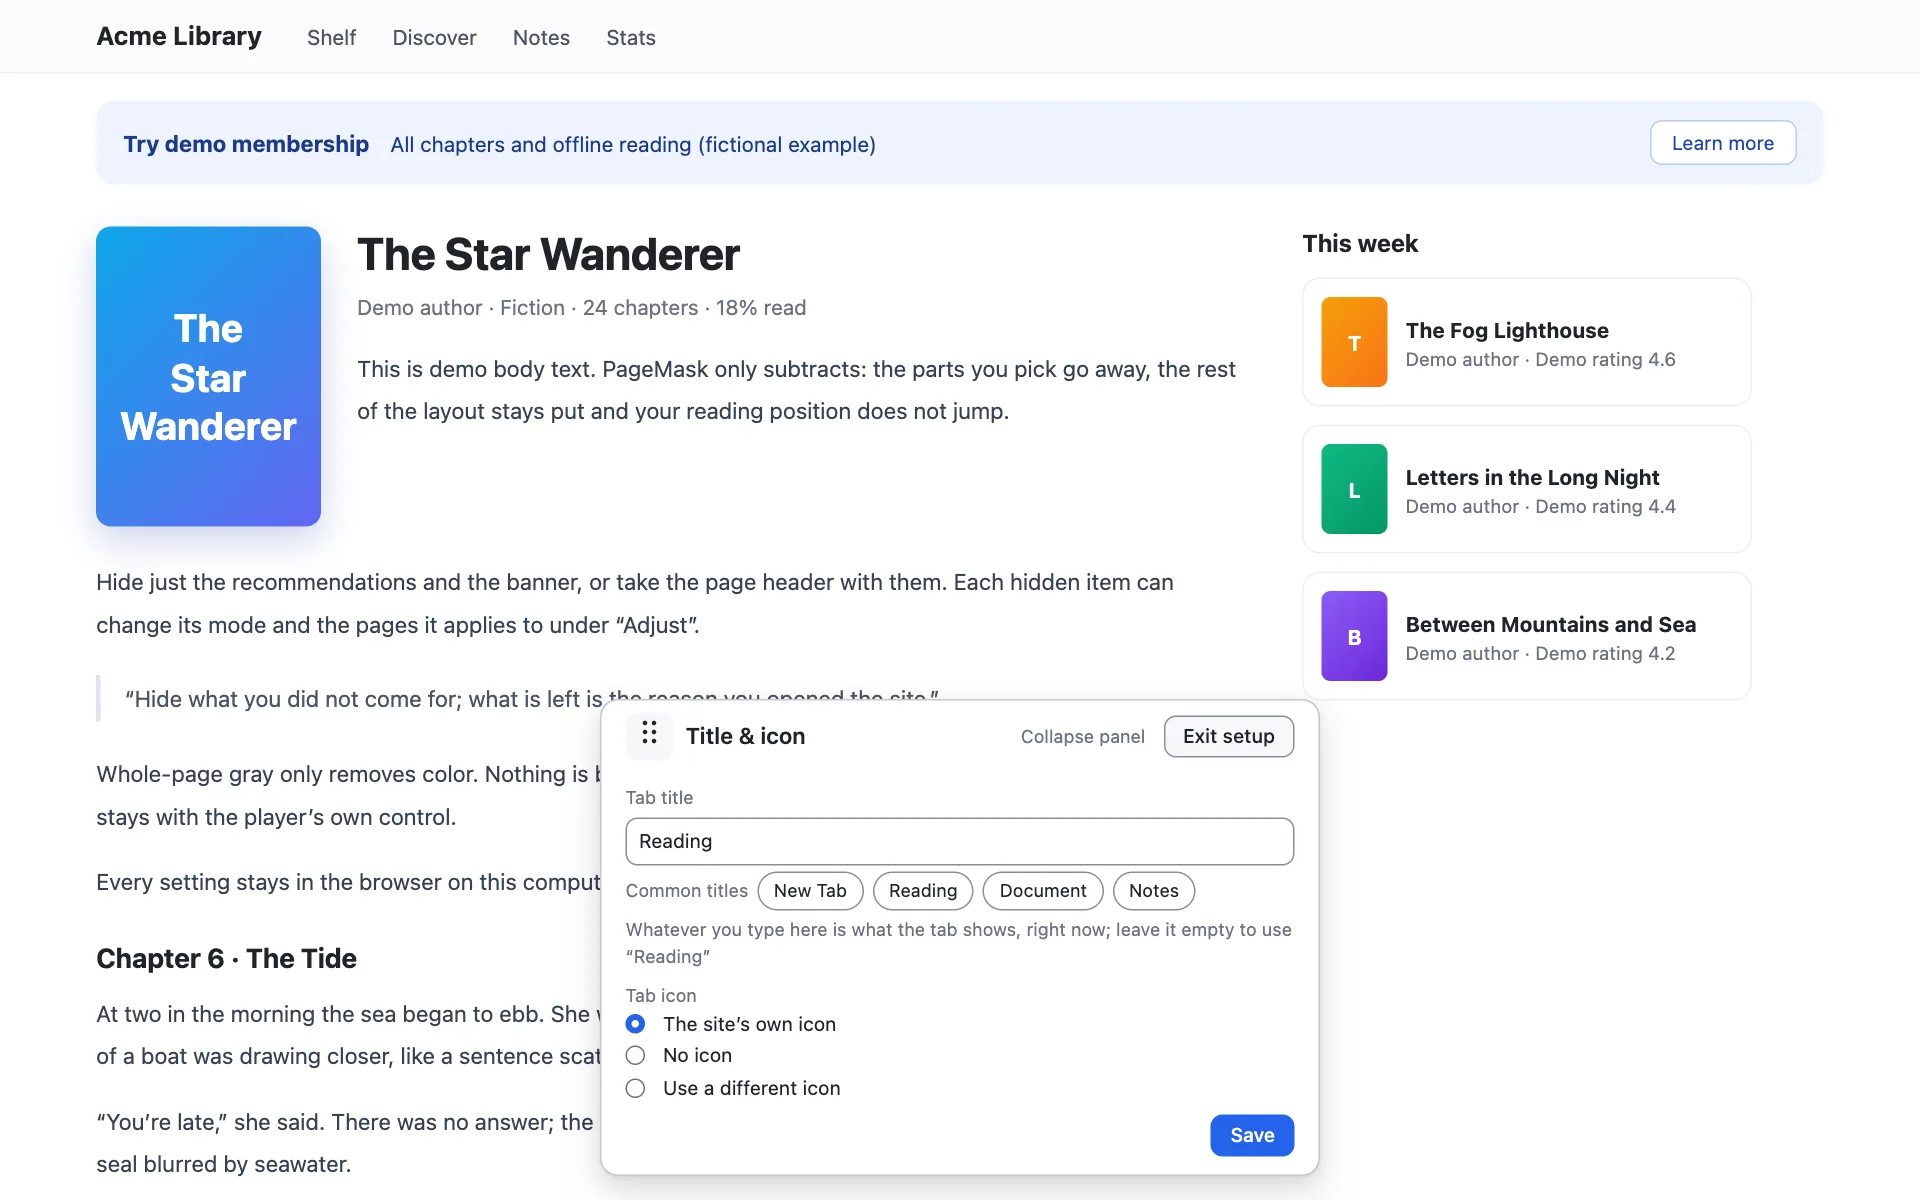 Acme Library Shelf Discover Notes Stats
Try demo membership All chapters and offline reading (fictional example) Learn more
The
Star
Wanderer
The Star Wanderer
Demo author · Fiction · 24 chapters · 18% read
This is demo body text. PageMask only subtracts: the parts you pick go away, the rest
of the layout stays put and your reading position does not jump.
Hide just the recommendations and the banner, or take the page header with them. Each hidden item can
change its mode and the pages it applies to under “Adjust”.
“Hide what you did not come for; what is left is the reason you opened the site.”
Whole-page gray only removes color. Nothing is
stays with the player’s own control.
Every setting stays in the browser on this
Chapter 6 · The Tide
At two in the morning the sea began to ebb. She
of a boat was drawing closer, like a sentence
“You’re late,” she said. There was no answer; the
seal blurred by seawater.
This week
T
The Fog Lighthouse
Demo author · Demo rating 4.6
L
Letters in the Long Night
Demo author · Demo rating 4.4
B
Between Mountains and Sea
Demo author · Demo rating 4.2
Title & icon Collapse panel Exit setup
Tab title
Reading
Common titles New Tab Reading Document Notes
Whatever you type here is what the tab shows, right now; leave it empty to use
“Reading”
Tab icon
The site’s own icon
No icon
Use a different icon
Save